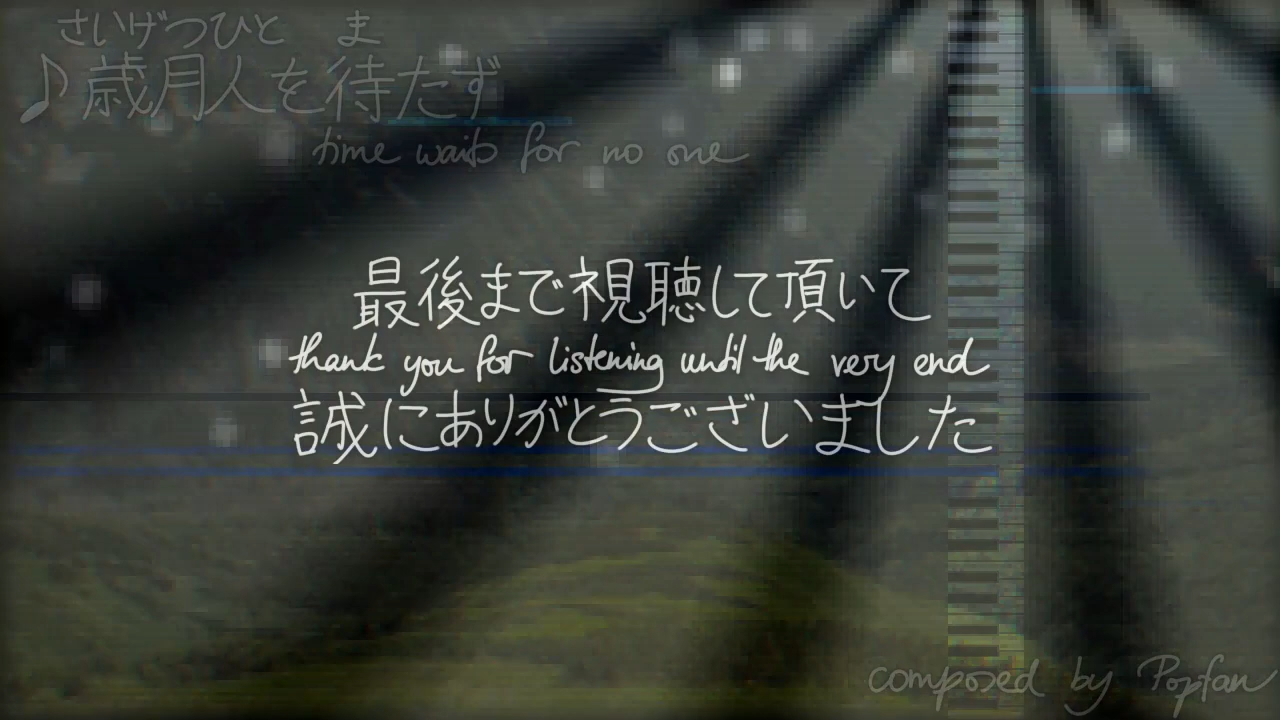 さいげつひと ま
♪歳月人を待たず
time waits for no one
最後まで視聴して頂いて
thank you for listening until the very end
誠にありがとうございました
composed by Popfan